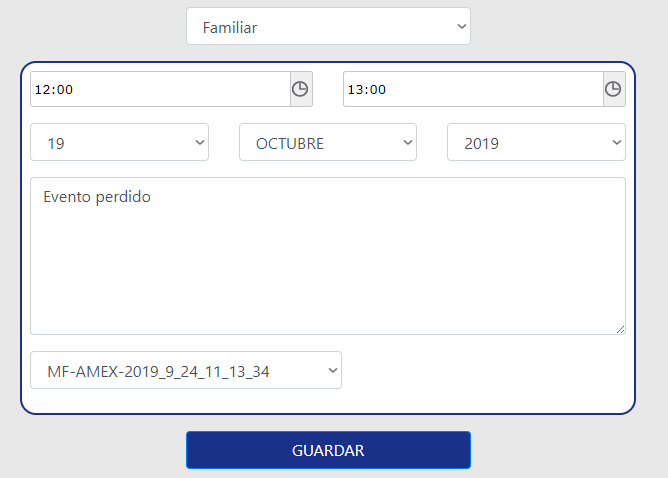 Familiar
12:00 13:00
19 OCTUBRE 2019
Evento perdido
MF-AMEX-2019_9_24_11_13_34
GUARDAR